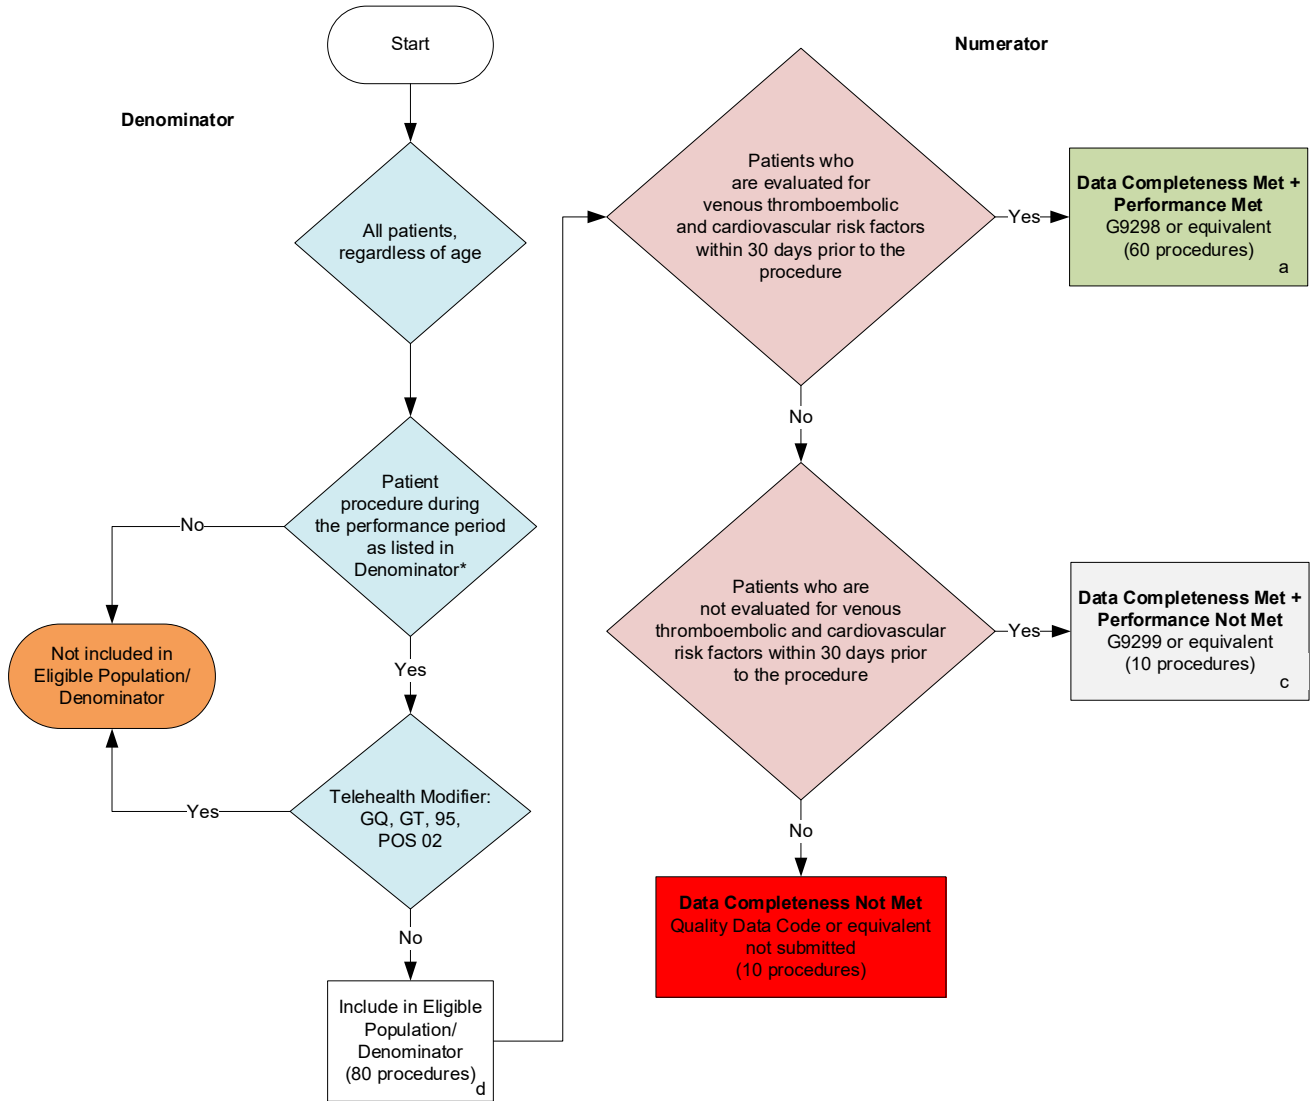 Start
Denominator
All patients,
regardless of age
Patient
procedure during
the performance period
as listed in
Denominator*
No
Not included in
Eligible Population/
Denominator
Yes
Telehealth Modifier:
GQ, GT, 95,
POS 02
Yes
No
Include in Eligible
Population/
Denominator
(80 procedures)
d
Numerator
Patients who
are evaluated for
venous thromboembolic
and cardiovascular risk factors
within 30 days prior to the
procedure
Yes
Data Completeness Met +
Performance Met
G9298 or equivalent
(60 procedures)
a
No
Patients who are
not evaluated for venous
thromboembolic and cardiovascular
risk factors within 30 days prior
to the procedure
Yes
Data Completeness Met +
Performance Not Met
G9299 or equivalent
(10 procedures)
c
No
Data Completeness Not Met
Quality Data Code or equivalent
not submitted
(10 procedures)